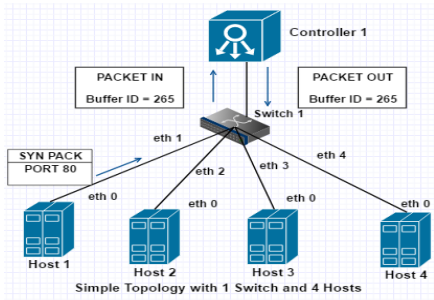 Controller 1
PACKET IN
Buffer ID = 265
PACKET OUT
Buffer ID = 265
Switch 1
eth 1
SYN PACK
PORT 80
eth 2
eth 3
eth 4
eth 0
eth 0
eth 0
eth 0
Host 1
Host 2
Host 3
Host 4
Simple Topology with 1 Switch and 4 Hosts